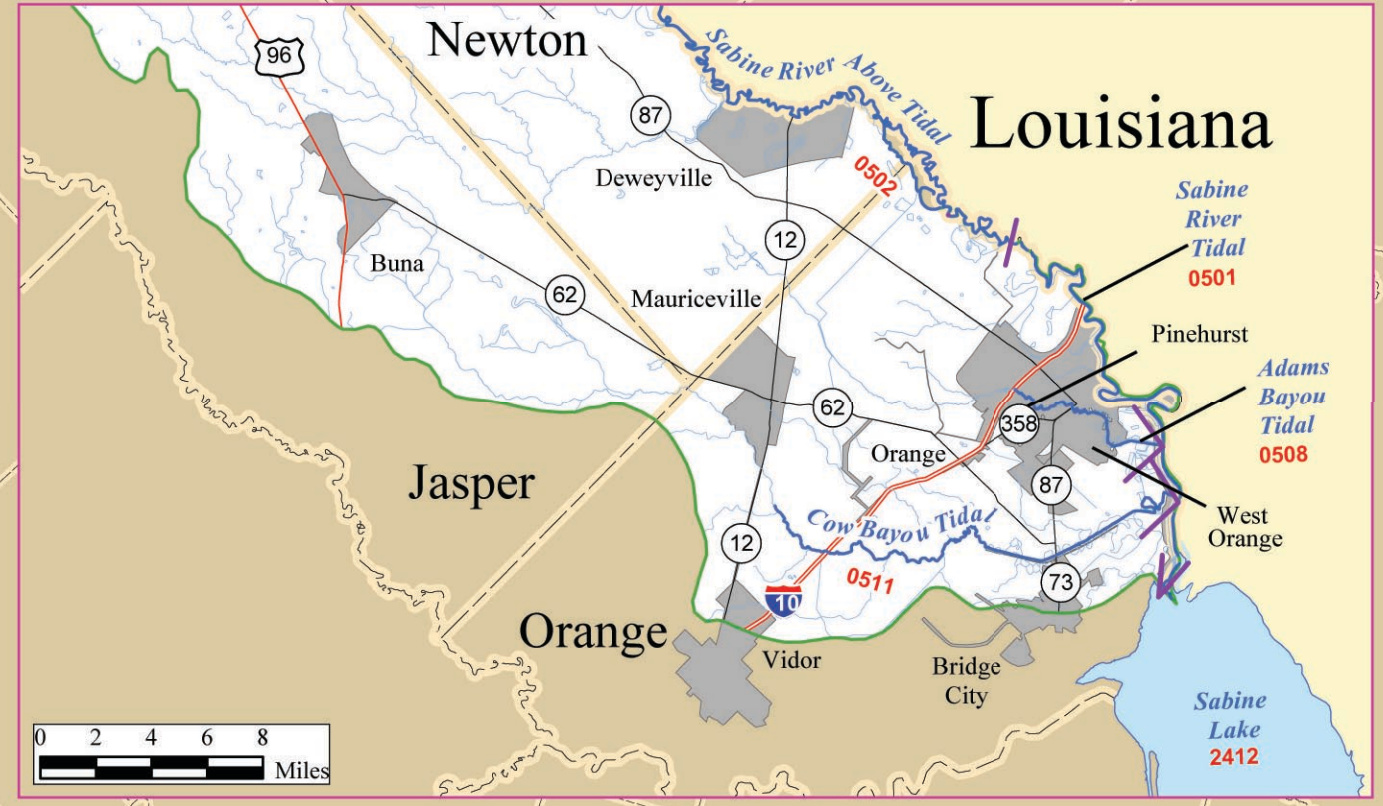 Newton
96
87
Sabine River Above Tidal
Louisiana
Deweyville
0502
12
Sabine
River
Tidal
0501
Buna
62
Mauriceville
Pinehurst
Adams
Bayou
Tidal
0508
62
358
Orange
Jasper
87
West
Orange
Cow Bayou Tidal
12
0511
73
10
Orange
Vidor
Bridge
City
Sabine
Lake
2412
0 2 4 6 8
Miles